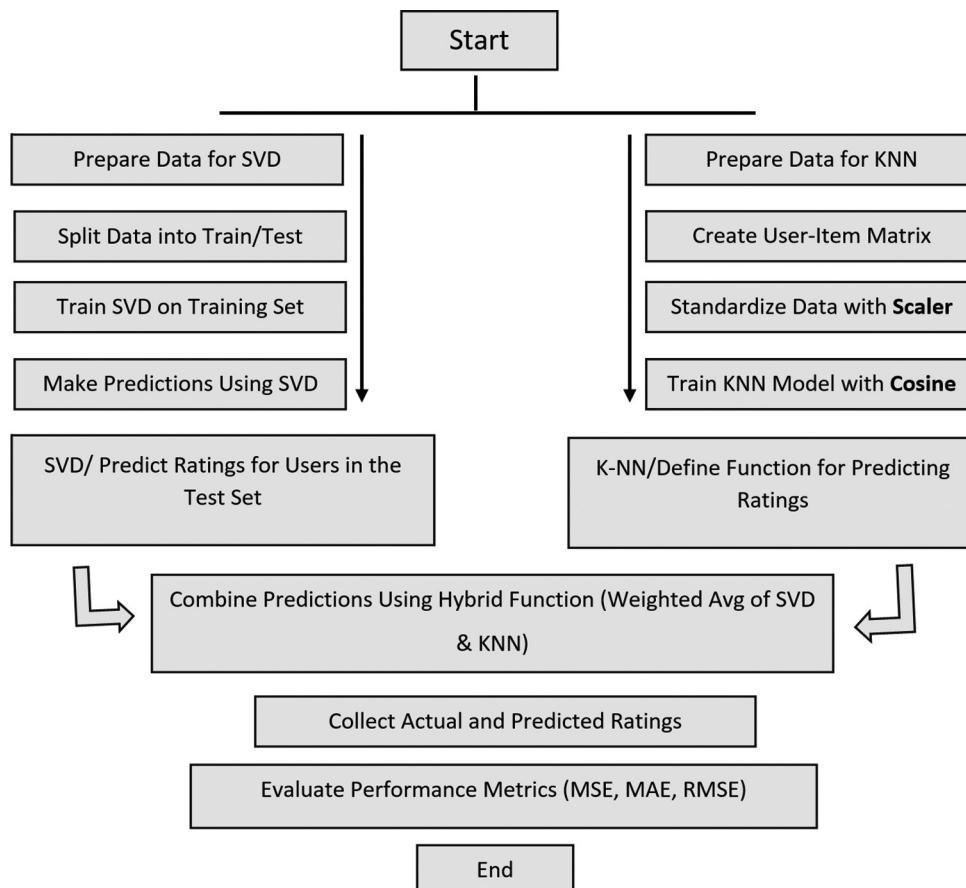 Start
Prepare Data for SVD
Split Data into Train/Test
Train SVD on Training Set
Make Predictions Using SVD
SVD/ Predict Ratings for Users in the
Test Set
Prepare Data for KNN
Create User-Item Matrix
Standardize Data with Scaler
Train KNN Model with Cosine
K-NN/Define Function for Predicting
Ratings
Combine Predictions Using Hybrid Function (Weighted Avg of SVD
& KNN)
Collect Actual and Predicted Ratings
Evaluate Performance Metrics (MSE, MAE, RMSE)
End